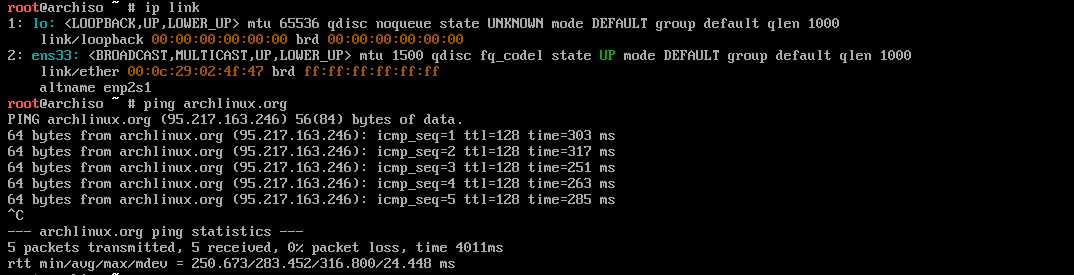 root@archiso ~ # ip link
1: lo: <LOOPBACK,UP,LOWER_UP> mtu 65536 qdisc noqueue state UNKNOWN mode DEFAULT group default qlen 1000
    link/loopback 00:00:00:00:00:00 brd 00:00:00:00:00:00
2: ens33: <BROADCAST,MULTICAST,UP,LOWER_UP> mtu 1500 qdisc fq_codel state UP mode DEFAULT group default qlen 1000
    link/ether 00:0c:29:02:4f:47 brd ff:ff:ff:ff:ff:ff
    altname enp2s1
root@archiso ~ # ping archlinux.org
PING archlinux.org (95.217.163.246) 56(84) bytes of data.
64 bytes from archlinux.org (95.217.163.246): icmp_seq=1 ttl=128 time=303 ms
64 bytes from archlinux.org (95.217.163.246): icmp_seq=2 ttl=128 time=317 ms
64 bytes from archlinux.org (95.217.163.246): icmp_seq=3 ttl=128 time=251 ms
64 bytes from archlinux.org (95.217.163.246): icmp_seq=4 ttl=128 time=263 ms
64 bytes from archlinux.org (95.217.163.246): icmp_seq=5 ttl=128 time=285 ms
^C
--- archlinux.org ping statistics ---
5 packets transmitted, 5 received, 0% packet loss, time 4011ms
rtt min/avg/max/mdev = 250.673/283.452/316.800/24.448 ms